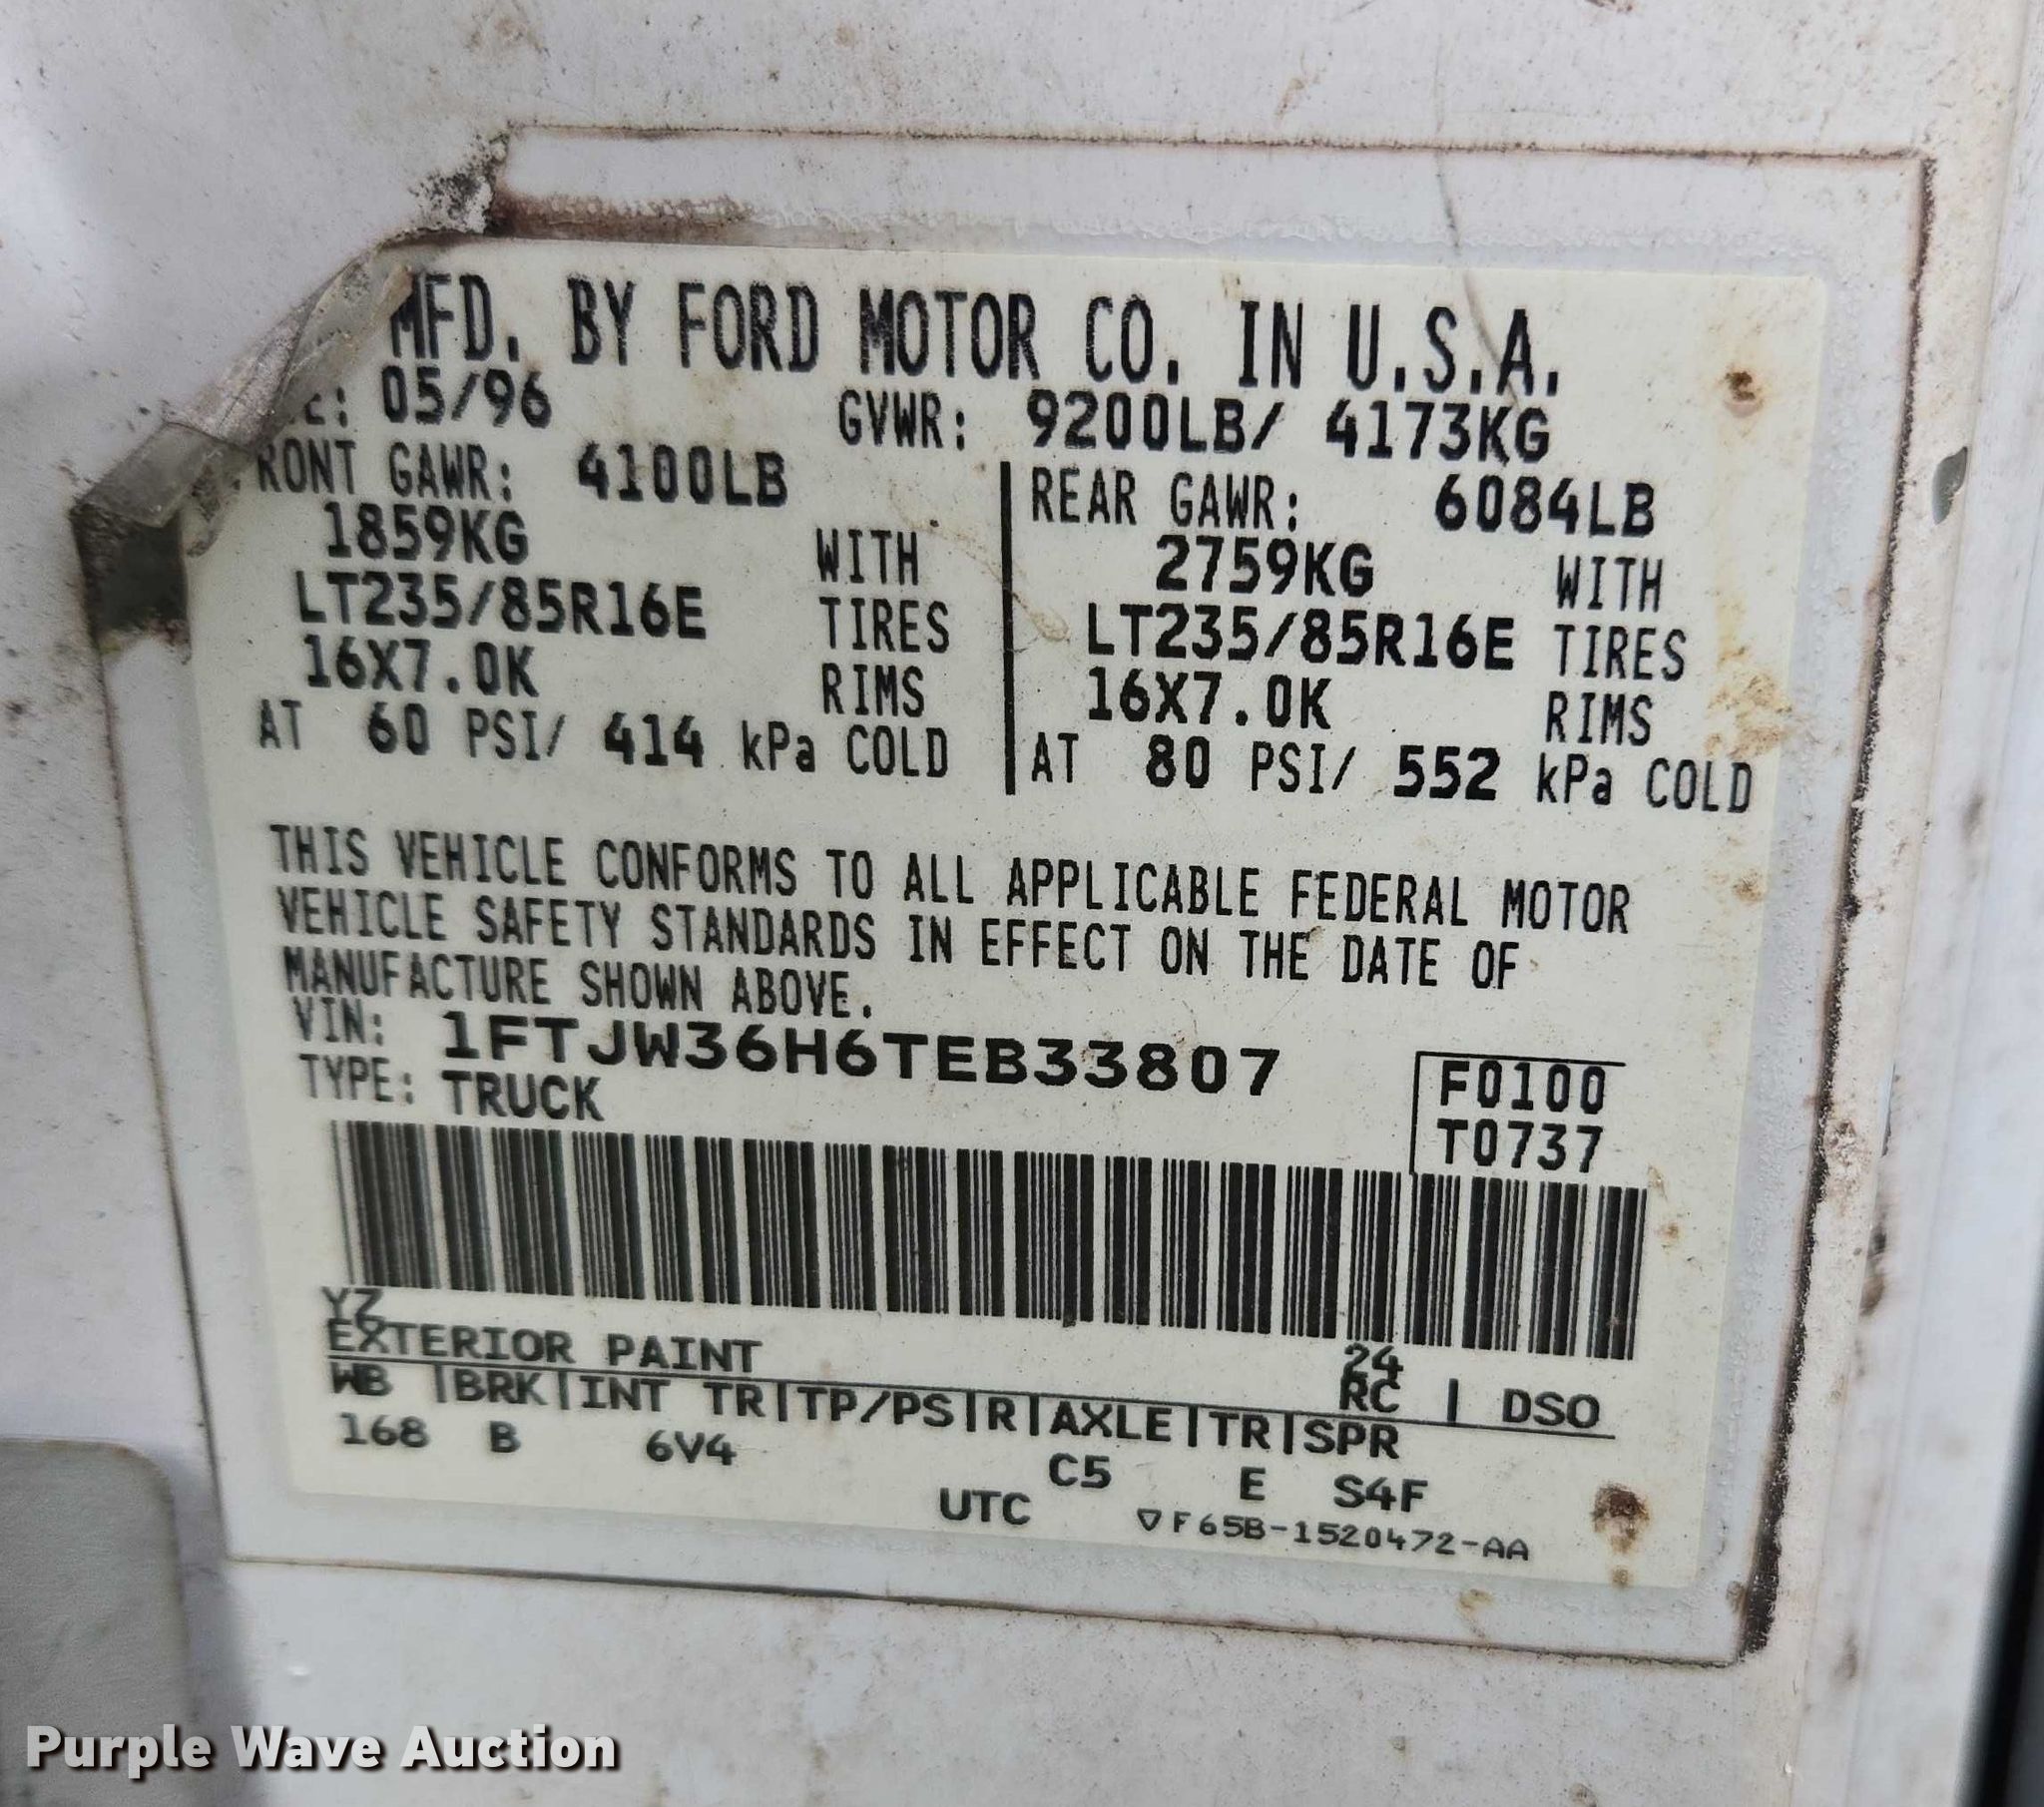 MFD. BY FORD MOTOR CO. IN U.S.A.
E: 05/96 GVWR: 9200LB/ 4173KG
RONT GAWR: 4100LB REAR GAWR: 6084LB
1859KG WITH 2759KG WITH
LT235/85R16E TIRES LT235/85R16E TIRES
16X7.0K RIMS 16X7.0K RIMS
AT 60 PSI/ 414 kPa COLD AT 80 PSI/ 552 kPa COLD
THIS VEHICLE CONFORMS TO ALL APPLICABLE FEDERAL MOTOR
VEHICLE SAFETY STANDARDS IN EFFECT ON THE DATE OF
MANUFACTURE SHOWN ABOVE.
VIN: 1FTJW36H6TEB33807 F0100
TYPE: TRUCK T0737
YZ 24
EXTERIOR PAINT RC | DSO
WB |BRK|INT TR|TP/PS|R|AXLE|TR|SPR
168 B 6V4 C5 E S4F
UTC ▽F65B-1520472-AA
Purple Wave Auction